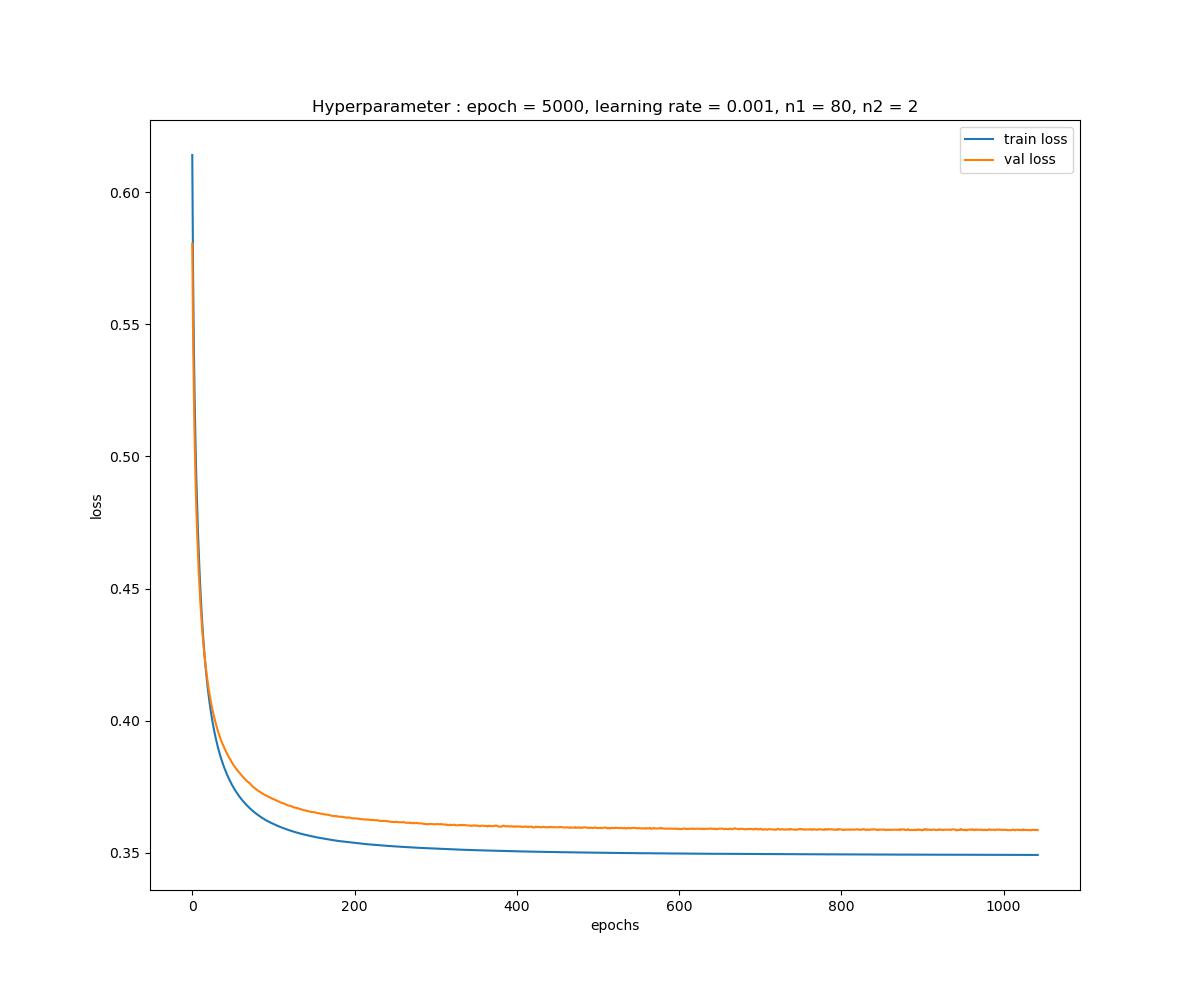 Hyperparameter : epoch = 5000, learning rate = 0.001, n1 = 80, n2 = 2
train loss
val loss
0.60
0.55
0.50
0.45
0.40
0.35
loss
0 200 400 600 800 1000
epochs